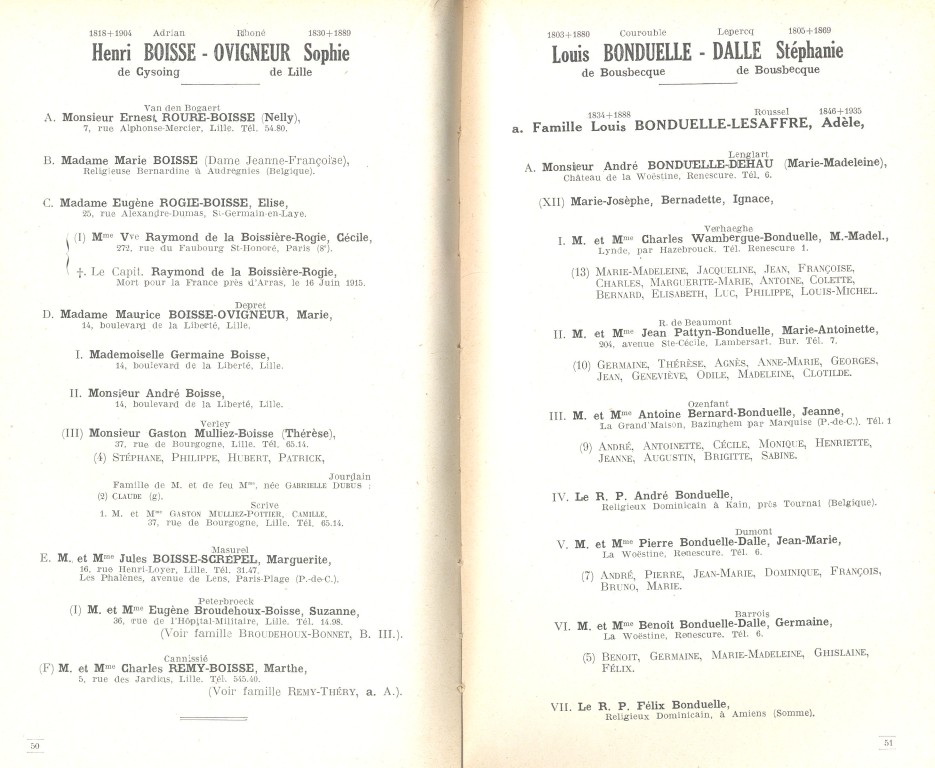 1818+1904 Adrian Riboné 1830+1889
Henri BOISSE - OVIGNEUR Sophie
de Cysoing de Lille
Van den Bogaert
A. Monsieur Ernest ROURE-BOISSE (Nelly),
7, rue Alphonse-Mercier, Lille. Tél. 54.80.
B. Madame Marie BOISSE (Dame Jeanne-Françoise),
Religieuse Bernardine à Audregnies (Belgique).
C. Madame Eugène ROGIE-BOISSE, Elise,
25, rue Alexandre-Dumas, St-Germain-en-Laye.
(I) Mme Vve Raymond de la Boissière-Rogie, Cécile,
272, rue du Faubourg St-Honoré, Paris (8e).
†. Le Capit. Raymond de la Boissière-Rogie,
Mort pour la France près d'Arras, le 16 Juin 1915.
Depret
D. Madame Maurice BOISSE-OVIGNEUR, Marie,
14, boulevard de la Liberté, Lille.
I. Mademoiselle Germaine Boisse,
14, boulevard de la Liberté, Lille.
II. Monsieur André Boisse,
14, boulevard de la Liberté, Lille.
Verley
(III) Monsieur Gaston Mulliez-Boisse (Thérèse),
37, rue de Bourgogne, Lille. Tél. 65.14.
(4) STÉPHANE, PHILIPPE, HUBERT, PATRICK,
Jourdain
Famille de M. et de feu Mme, née GABRIELLE DUBUS :
(2) CLAUDE (g).
Scrive
1. M. et Mme GASTON MULLIEZ-POTTIER, CAMILLE,
37, rue de Bourgogne, Lille. Tél. 65.14.
Masurel
E. M. et Mme Jules BOISSE-SCREPEL, Marguerite,
16, rue Henri-Loyer, Lille. Tél. 31.47.
Les Phalènes, avenue de Lens, Paris-Plage (P.-de-C.).
Peterbroeck
(I) M. et Mme Eugène Broudehoux-Boisse, Suzanne,
36, rue de l'Hôpital-Militaire, Lille. Tél. 14.98.
(Voir famille BROUDEHOUX-BONNET, B. III.).
Cannissié
(F) M. et Mme Charles REMY-BOISSE, Marthe,
5, rue des Jardins, Lille. Tél. 545.40.
(Voir famille REMY-THÉRY, a. A.).
50
1803+1880 Courouble Lepercq 1805+1869
Louis BONDUELLE - DALLE Stéphanie
de Bousbecque de Bousbecque
1834+1888 Roussel 1846+1935
a. Famille Louis BONDUELLE-LESAFFRE, Adèle,
Lenglart
A. Monsieur André BONDUELLE-DEHAU (Marie-Madeleine),
Château de la Woëstine, Renescure. Tél. 6.
(XII) Marie-Josèphe, Bernadette, Ignace,
Verhaeghe
I. M. et Mme Charles Wambergue-Bonduelle, M.-Madel.,
Lynde, par Hazebrouck. Tél. Renescure 1.
(13) MARIE-MADELEINE, JACQUELINE, JEAN, FRANÇOISE,
CHARLES, MARGUERITE-MARIE, ANTOINE, COLETTE,
BERNARD, ELISABETH, LUC, PHILIPPE, LOUIS-MICHEL.
R. de Beaumont
II. M. et Mme Jean Pattyn-Bonduelle, Marie-Antoinette,
204, avenue Ste-Cécile, Lambersart, Bur. Tél. 7.
(10) GERMAINE, THÉRÈSE, AGNÈS, ANNE-MARIE, GEORGES,
JEAN, GENEVIÈVE, ODILE, MADELEINE, CLOTILDE.
Ozenfant
III. M. et Mme Antoine Bernard-Bonduelle, Jeanne,
La Grand'Maison, Bazinghem par Marquise (P.-de-C.). Tél. 1
(9) ANDRÉ, ANTOINETTE, CÉCILE, MONIQUE, HENRIETTE,
JEANNE, AUGUSTIN, BRIGITTE, SABINE.
IV. Le R. P. André Bonduelle,
Religieux Dominicain à Kain, près Tournai (Belgique).
Dumont
V. M. et Mme Pierre Bonduelle-Dalle, Jean-Marie,
La Woëstine, Renescure. Tél. 6.
(7) ANDRÉ, PIERRE, JEAN-MARIE, DOMINIQUE, FRANÇOIS,
BRUNO, MARIE.
Barrois
VI. M. et Mme Benoit Bonduelle-Dalle, Germaine,
La Woëstine, Renescure. Tél. 6.
(5) BENOIT, GERMAINE, MARIE-MADELEINE, GHISLAINE,
FÉLIX.
VII. Le R. P. Félix Bonduelle,
Religieux Dominicain, à Amiens (Somme).
51